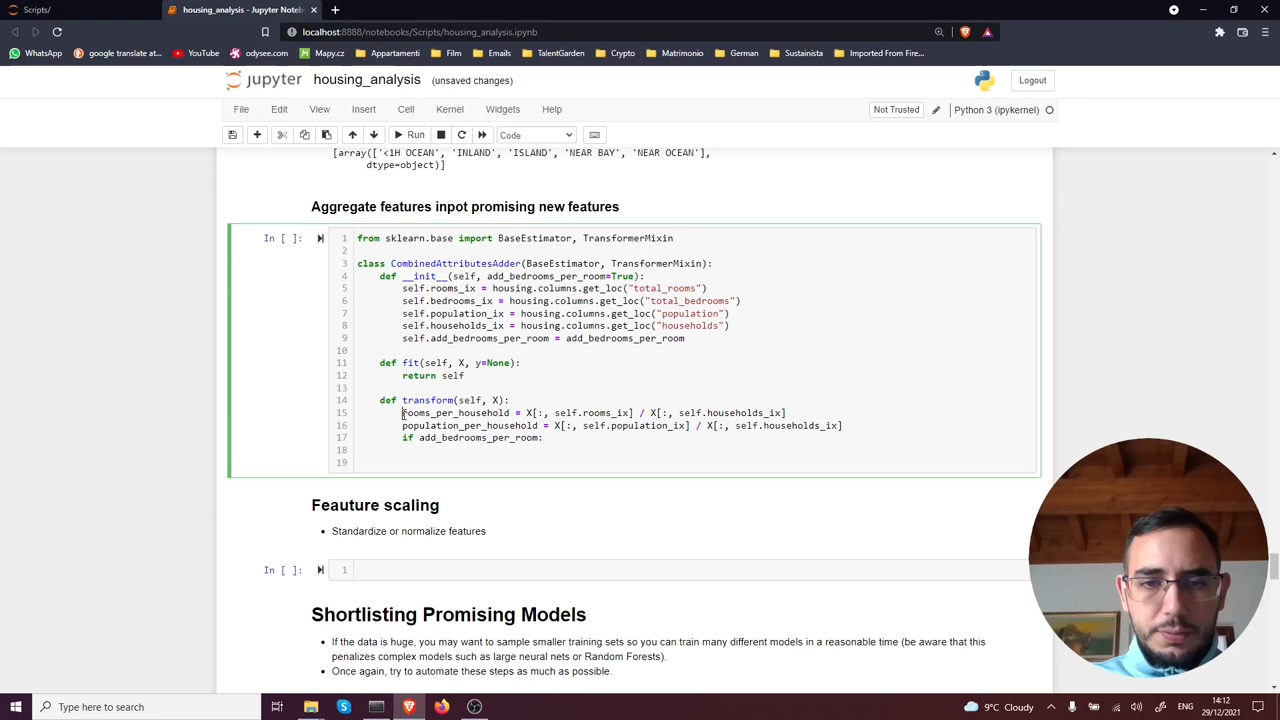 Scripts/
housing_analysis - Jupyter Noteb
localhost:8888/notebooks/Scripts/housing_analysis.ipynb
WhatsApp
google translate at...
YouTube
odysee.com
Mapy.cz
Appartamenti
Film
Emails
TalentGarden
Crypto
Matrimonio
German
Sustainista
Imported From Fire...
jupyter
housing_analysis (unsaved changes)
Logout
File Edit View Insert Cell Kernel Widgets Help
Not Trusted
Python 3 (ipykernel)
Run
Code
[array(['<1H OCEAN', 'INLAND', 'ISLAND', 'NEAR BAY', 'NEAR OCEAN'],
dtype=object)]
Aggregate features inpot promising new features
In [ ]:
1 from sklearn.base import BaseEstimator, TransformerMixin
2
3 class CombinedAttributesAdder(BaseEstimator, TransformerMixin):
4 def __init__(self, add_bedrooms_per_room=True):
5 self.rooms_ix = housing.columns.get_loc("total_rooms")
6 self.bedrooms_ix = housing.columns.get_loc("total_bedrooms")
7 self.population_ix = housing.columns.get_loc("population")
8 self.households_ix = housing.columns.get_loc("households")
9 self.add_bedrooms_per_room = add_bedrooms_per_room
10
11 def fit(self, X, y=None):
12 return self
13
14 def transform(self, X):
15 rooms_per_household = X[:, self.rooms_ix] / X[:, self.households_ix]
16 population_per_household = X[:, self.population_ix] / X[:, self.households_ix]
17 if add_bedrooms_per_room:
18
19
Feauture scaling
• Standardize or normalize features
In [ ]:
1
Shortlisting Promising Models
• If the data is huge, you may want to sample smaller training sets so you can train many different models in a reasonable time (be aware that this
penalizes complex models such as large neural nets or Random Forests).
• Once again, try to automate these steps as much as possible.
Type here to search
9°C Cloudy
ENG
14:12
29/12/2021